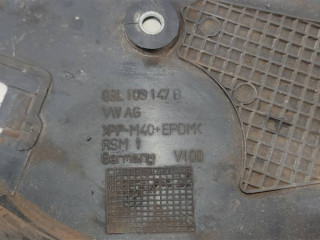 03L 109 147 B
VW AG
>PP-M40+EPDM<
RSM 1
Germany V100